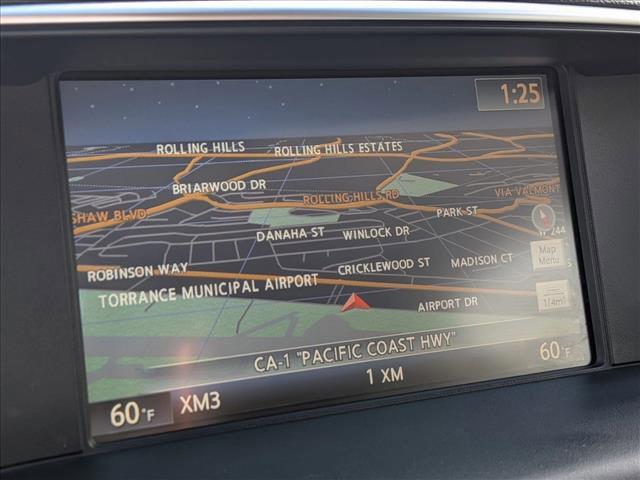 1:25
ROLLING HILLS
ROLLING HILLS ESTATES
BRIARWOOD DR
ROLLING HILLS RD
VIA VALMONT
SHAW BLVD
PARK ST
DANAHA ST
WINLOCK DR
244
Map
Menu
ROBINSON WAY
CRICKLEWOOD ST
MADISON CT
TORRANCE MUNICIPAL AIRPORT
AIRPORT DR
1/4mi
CA-1 "PACIFIC COAST HWY"
60°F
XM3
1 XM
60°F